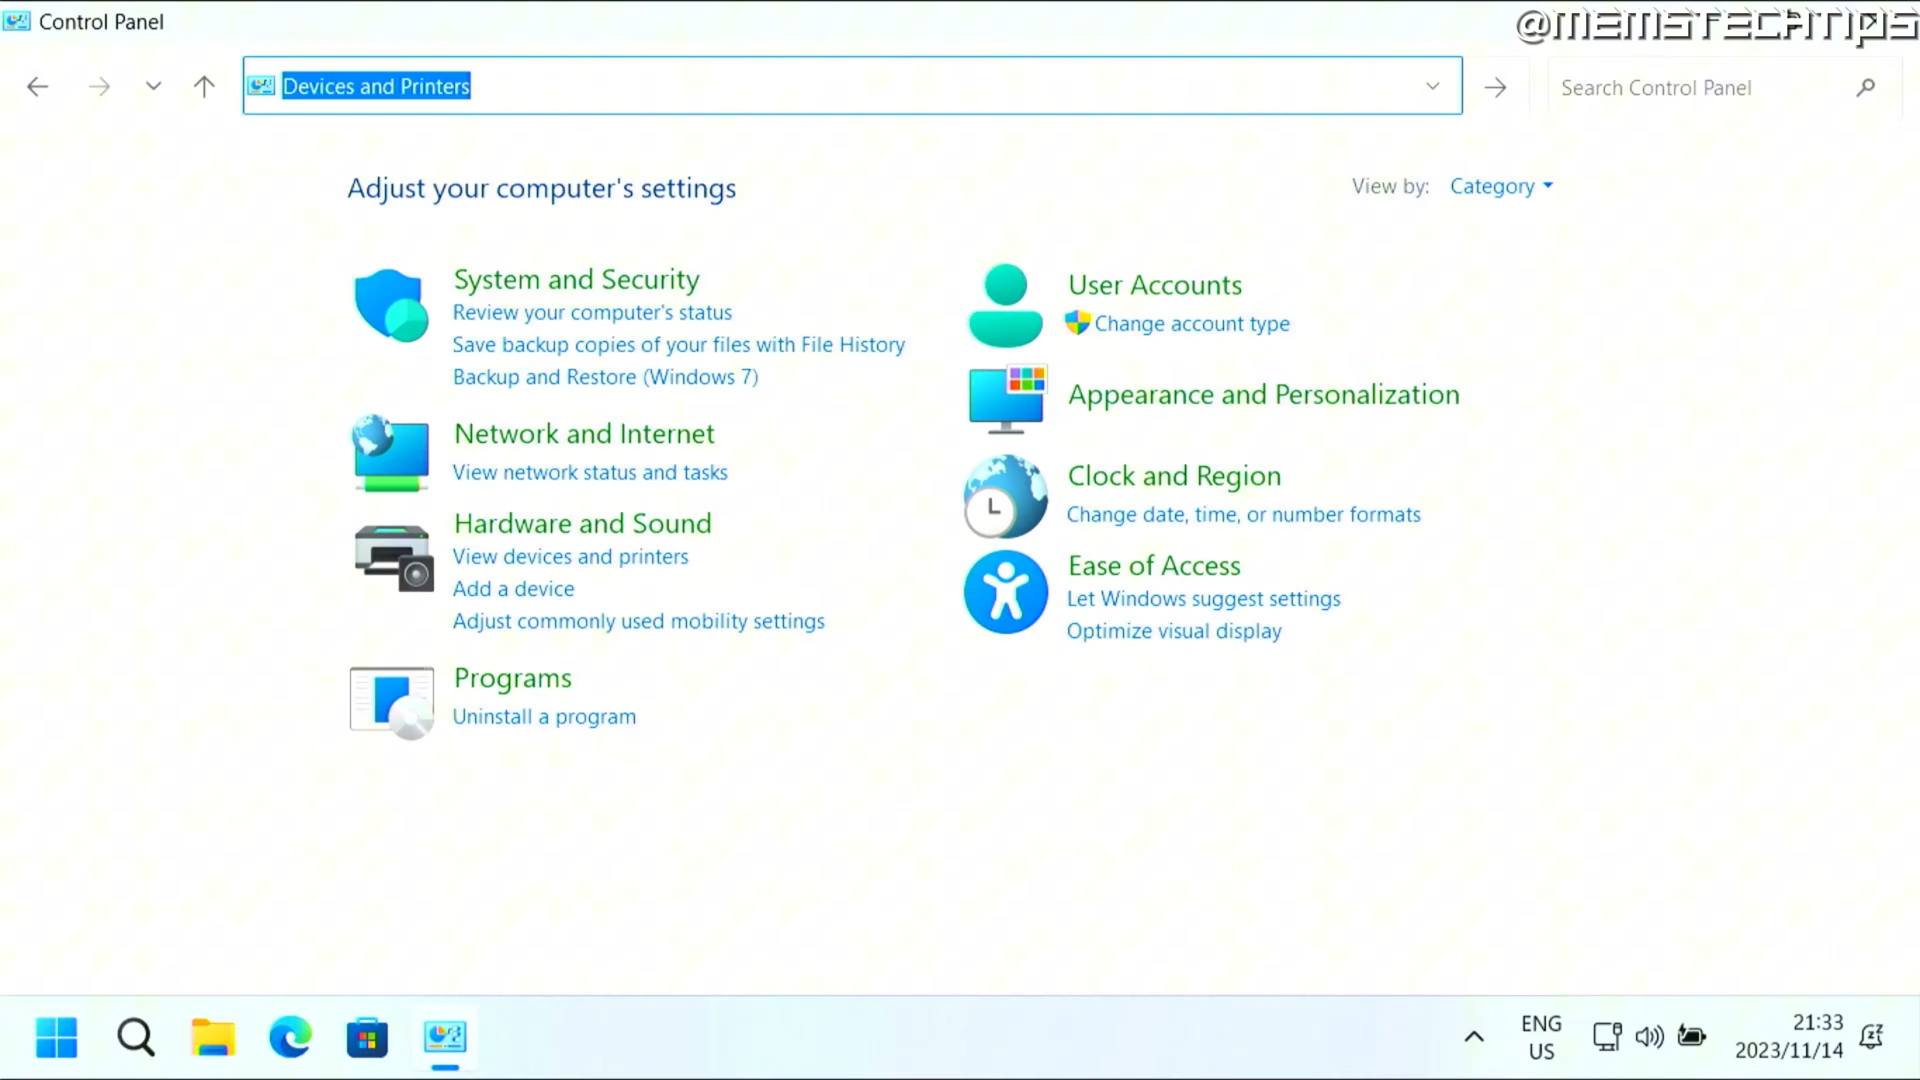 Control Panel
@MEMSTECHTIPS
Devices and Printers
Search Control Panel
Adjust your computer's settings
View by: Category
System and Security
Review your computer's status
Save backup copies of your files with File History
Backup and Restore (Windows 7)
Network and Internet
View network status and tasks
Hardware and Sound
View devices and printers
Add a device
Adjust commonly used mobility settings
Programs
Uninstall a program
User Accounts
Change account type
Appearance and Personalization
Clock and Region
Change date, time, or number formats
Ease of Access
Let Windows suggest settings
Optimize visual display
ENG
US
21:33
2023/11/14